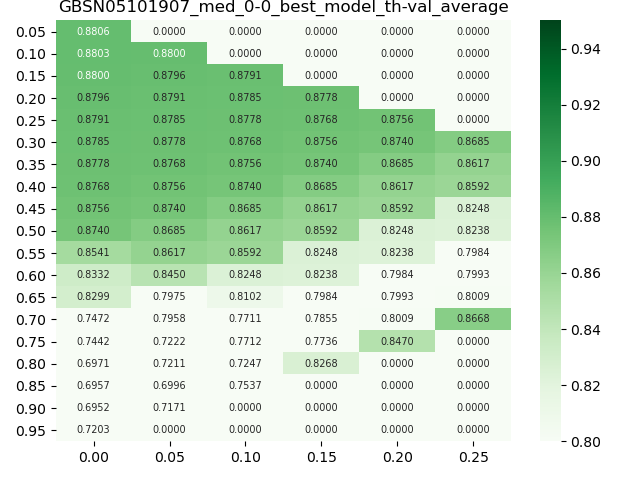 GBSN05101907_med_0-0_best_model_th-val_average
0.05 0.8806 0.0000 0.0000 0.0000 0.0000 0.0000
0.10 0.8803 0.8800 0.0000 0.0000 0.0000 0.0000
0.15 0.8800 0.8796 0.8791 0.0000 0.0000 0.0000
0.20 0.8796 0.8791 0.8785 0.8778 0.0000 0.0000
0.25 0.8791 0.8785 0.8778 0.8768 0.8756 0.0000
0.30 0.8785 0.8778 0.8768 0.8756 0.8740 0.8685
0.35 0.8778 0.8768 0.8756 0.8740 0.8685 0.8617
0.40 0.8768 0.8756 0.8740 0.8685 0.8617 0.8592
0.45 0.8756 0.8740 0.8685 0.8617 0.8592 0.8248
0.50 0.8740 0.8685 0.8617 0.8592 0.8248 0.8238
0.55 0.8541 0.8617 0.8592 0.8248 0.8238 0.7984
0.60 0.8332 0.8450 0.8248 0.8238 0.7984 0.7993
0.65 0.8299 0.7975 0.8102 0.7984 0.7993 0.8009
0.70 0.7472 0.7958 0.7711 0.7855 0.8009 0.8668
0.75 0.7442 0.7222 0.7712 0.7736 0.8470 0.0000
0.80 0.6971 0.7211 0.7247 0.8268 0.0000 0.0000
0.85 0.6957 0.6996 0.7537 0.0000 0.0000 0.0000
0.90 0.6952 0.7171 0.0000 0.0000 0.0000 0.0000
0.95 0.7203 0.0000 0.0000 0.0000 0.0000 0.0000
0.00 0.05 0.10 0.15 0.20 0.25
0.94
0.92
0.90
0.88
0.86
0.84
0.82
0.80